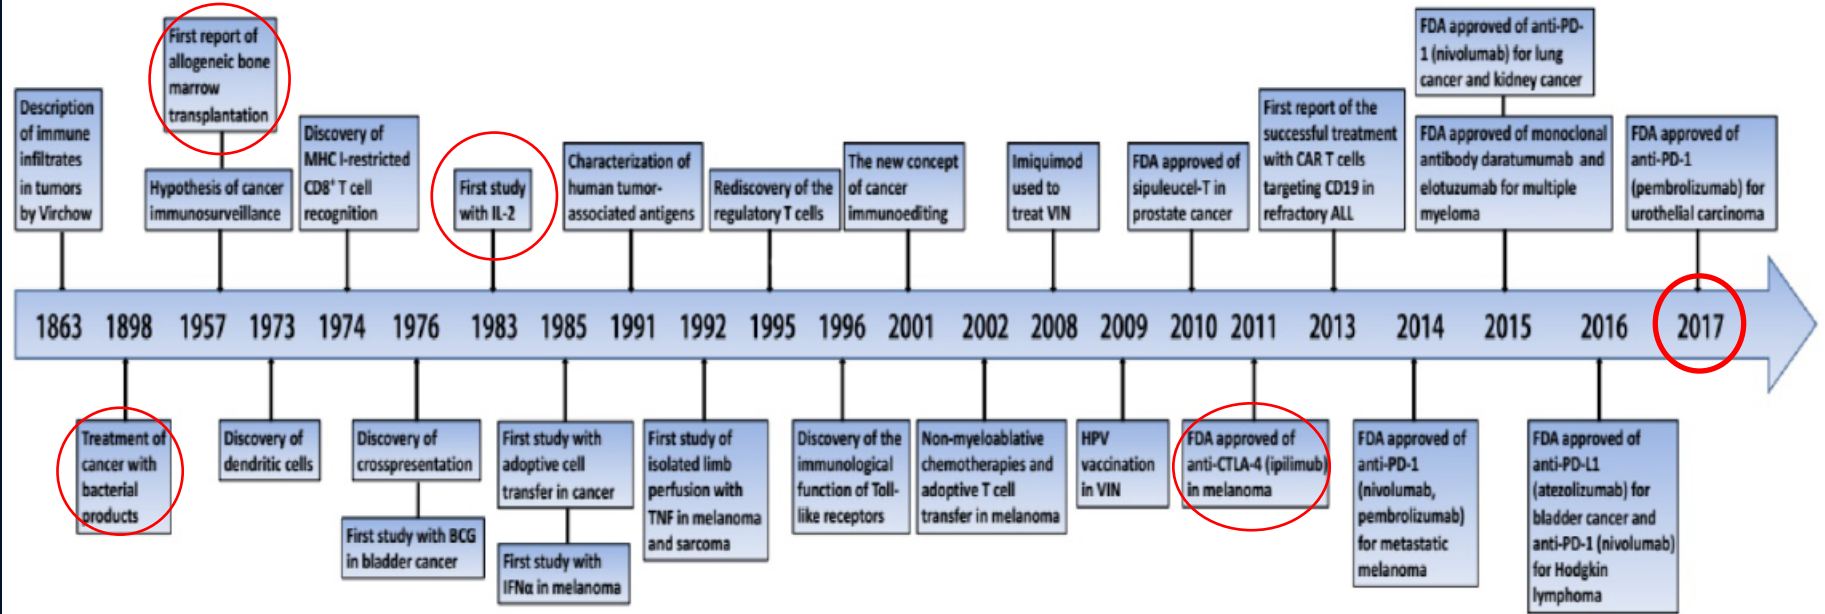 First report of
allogeneic bone
marrow
transplantation
FDA approved of anti-PD-
1 (nivolumab) for lung
cancer and kidney cancer
Description
of immune
infiltrates
in tumors
by Virchow
Hypothesis of cancer
immunosurveillance
Discovery of
MHC I-restricted
CD8⁺ T cell
recognition
First study
with IL-2
Characterization of
human tumor-
associated antigens
Rediscovery of the
regulatory T cells
The new concept
of cancer
immunoediting
Imiquimod
used to
treat VIN
FDA approved of
sipuleucel-T in
prostate cancer
First report of the
successful treatment
with CAR T cells
targeting CD19 in
refractory ALL
FDA approved of monoclonal
antibody daratumumab and
elotuzumab for multiple
myeloma
FDA approved of
anti-PD-1
(pembrolizumab) for
urothelial carcinoma
1863 1898 1957 1973 1974 1976 1983 1985 1991 1992 1995 1996 2001 2002 2008 2009 2010 2011 2013 2014 2015 2016 2017
Treatment of
cancer with
bacterial
products
Discovery of
dendritic cells
Discovery of
crosspresentation
First study with BCG
in bladder cancer
First study with
adoptive cell
transfer in cancer
First study with
IFNα in melanoma
First study of
isolated limb
perfusion with
TNF in melanoma
and sarcoma
Discovery of the
immunological
function of Toll-
like receptors
Non-myeloablative
chemotherapies and
adoptive T cell
transfer in melanoma
HPV
vaccination
in VIN
FDA approved of
anti-CTLA-4 (ipilimub)
in melanoma
FDA approved of
anti-PD-1
(nivolumab,
pembrolizumab)
for metastatic
melanoma
FDA approved of
anti-PD-L1
(atezolizumab) for
bladder cancer and
anti-PD-1 (nivolumab)
for Hodgkin
lymphoma